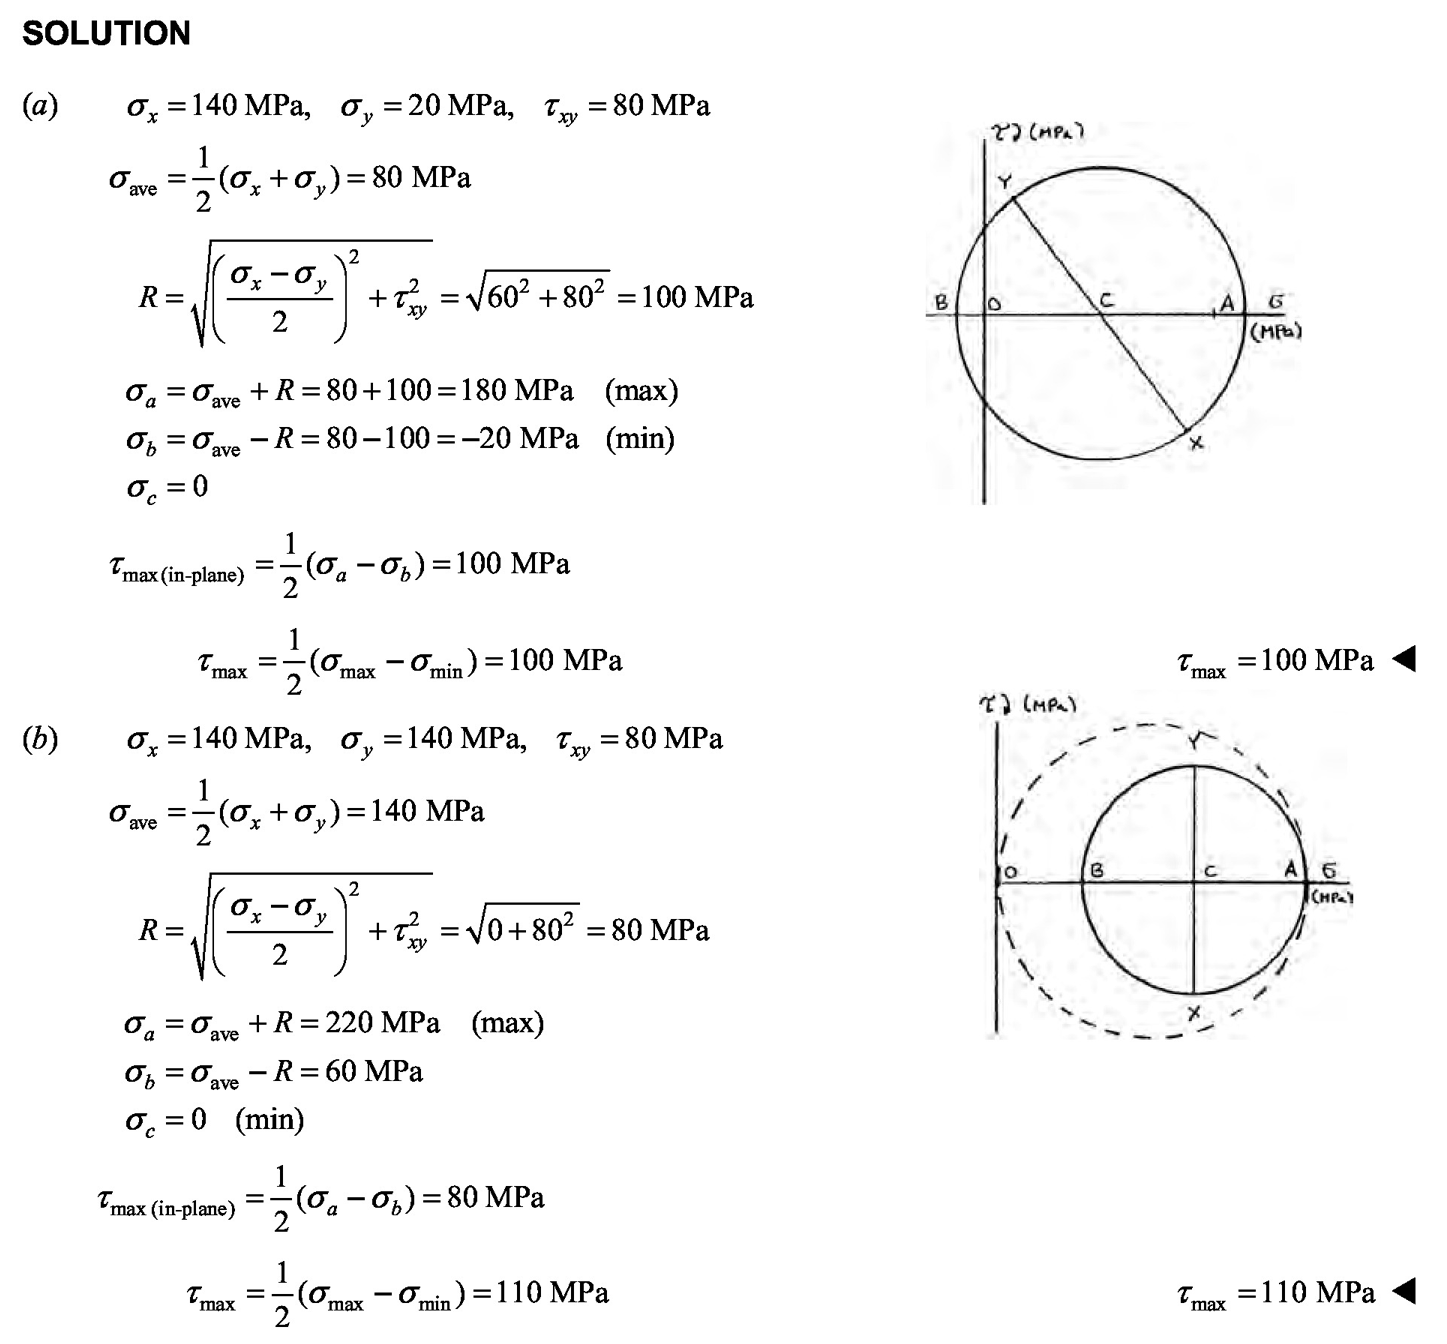 SOLUTION
(a) σx = 140 MPa, σy = 20 MPa, τxy = 80 MPa
τ⤸ (MPa)
σave = 1/2(σx + σy) = 80 MPa
Y
R = √(((σx − σy)/2)² + τ²xy) = √(60² + 80²) = 100 MPa
B O C A σ
(MPa)
σa = σave + R = 80 + 100 = 180 MPa (max)
σb = σave − R = 80 − 100 = −20 MPa (min)
X
σc = 0
τmax (in-plane) = 1/2(σa − σb) = 100 MPa
τmax = 1/2(σmax − σmin) = 100 MPa τmax = 100 MPa ◀
τ⤸ (MPa)
(b) σx = 140 MPa, σy = 140 MPa, τxy = 80 MPa
Y
σave = 1/2(σx + σy) = 140 MPa
O B C A σ
(MPa)
R = √(((σx − σy)/2)² + τ²xy) = √(0 + 80²) = 80 MPa
X
σa = σave + R = 220 MPa (max)
σb = σave − R = 60 MPa
σc = 0 (min)
τmax (in-plane) = 1/2(σa − σb) = 80 MPa
τmax = 1/2(σmax − σmin) = 110 MPa τmax = 110 MPa ◀